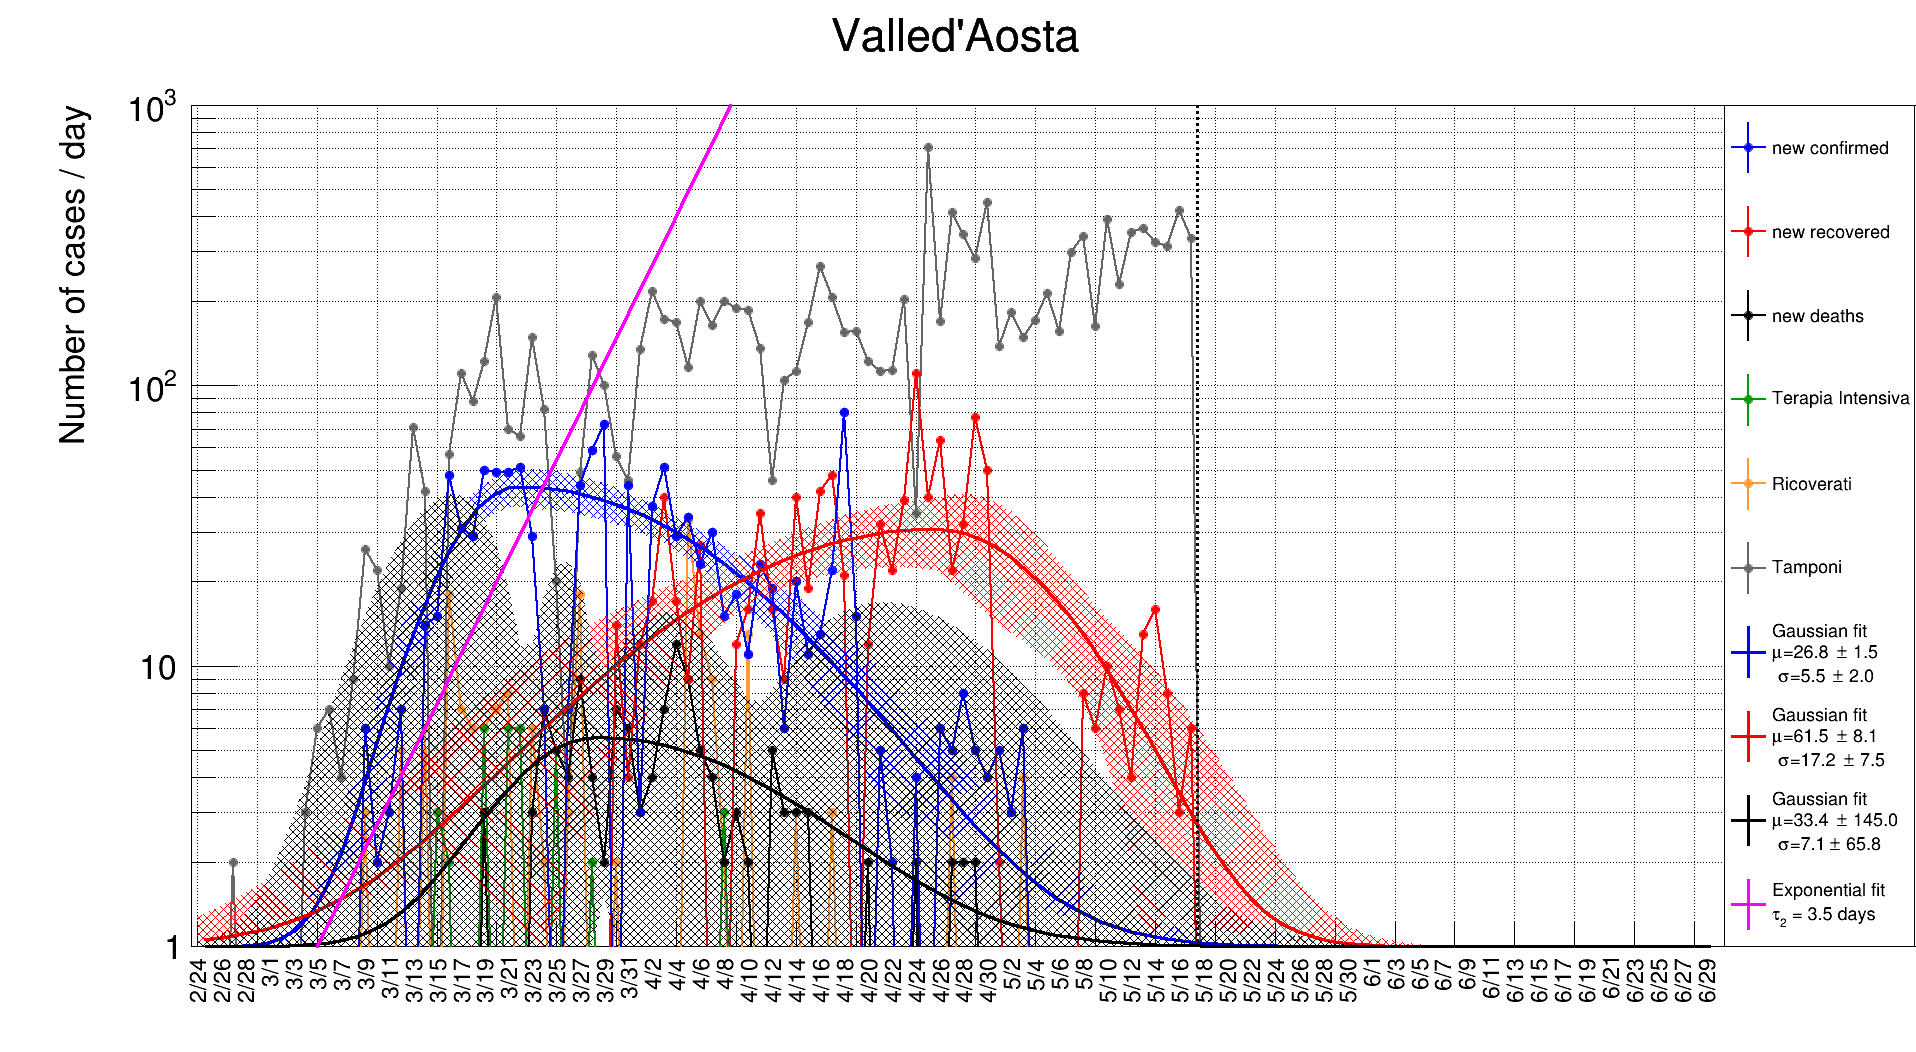 Valled'Aosta
Number of cases / day
10³
10²
10
1
2/24 2/26 2/28 3/1 3/3 3/5 3/7 3/9 3/11 3/13 3/15 3/17 3/19 3/21 3/23 3/25 3/27 3/29 3/31 4/2 4/4 4/6 4/8 4/10 4/12 4/14 4/16 4/18 4/20 4/22 4/24 4/26 4/28 4/30 5/2 5/4 5/6 5/8 5/10 5/12 5/14 5/16 5/18 5/20 5/22 5/24 5/26 5/28 5/30 6/1 6/3 6/5 6/7 6/9 6/11 6/13 6/15 6/17 6/19 6/21 6/23 6/25 6/27 6/29
new confirmed
new recovered
new deaths
Terapia Intensiva
Ricoverati
Tamponi
Gaussian fit
μ=26.8 ± 1.5
σ=5.5 ± 2.0
Gaussian fit
μ=61.5 ± 8.1
σ=17.2 ± 7.5
Gaussian fit
μ=33.4 ± 145.0
σ=7.1 ± 65.8
Exponential fit
τ₂ = 3.5 days